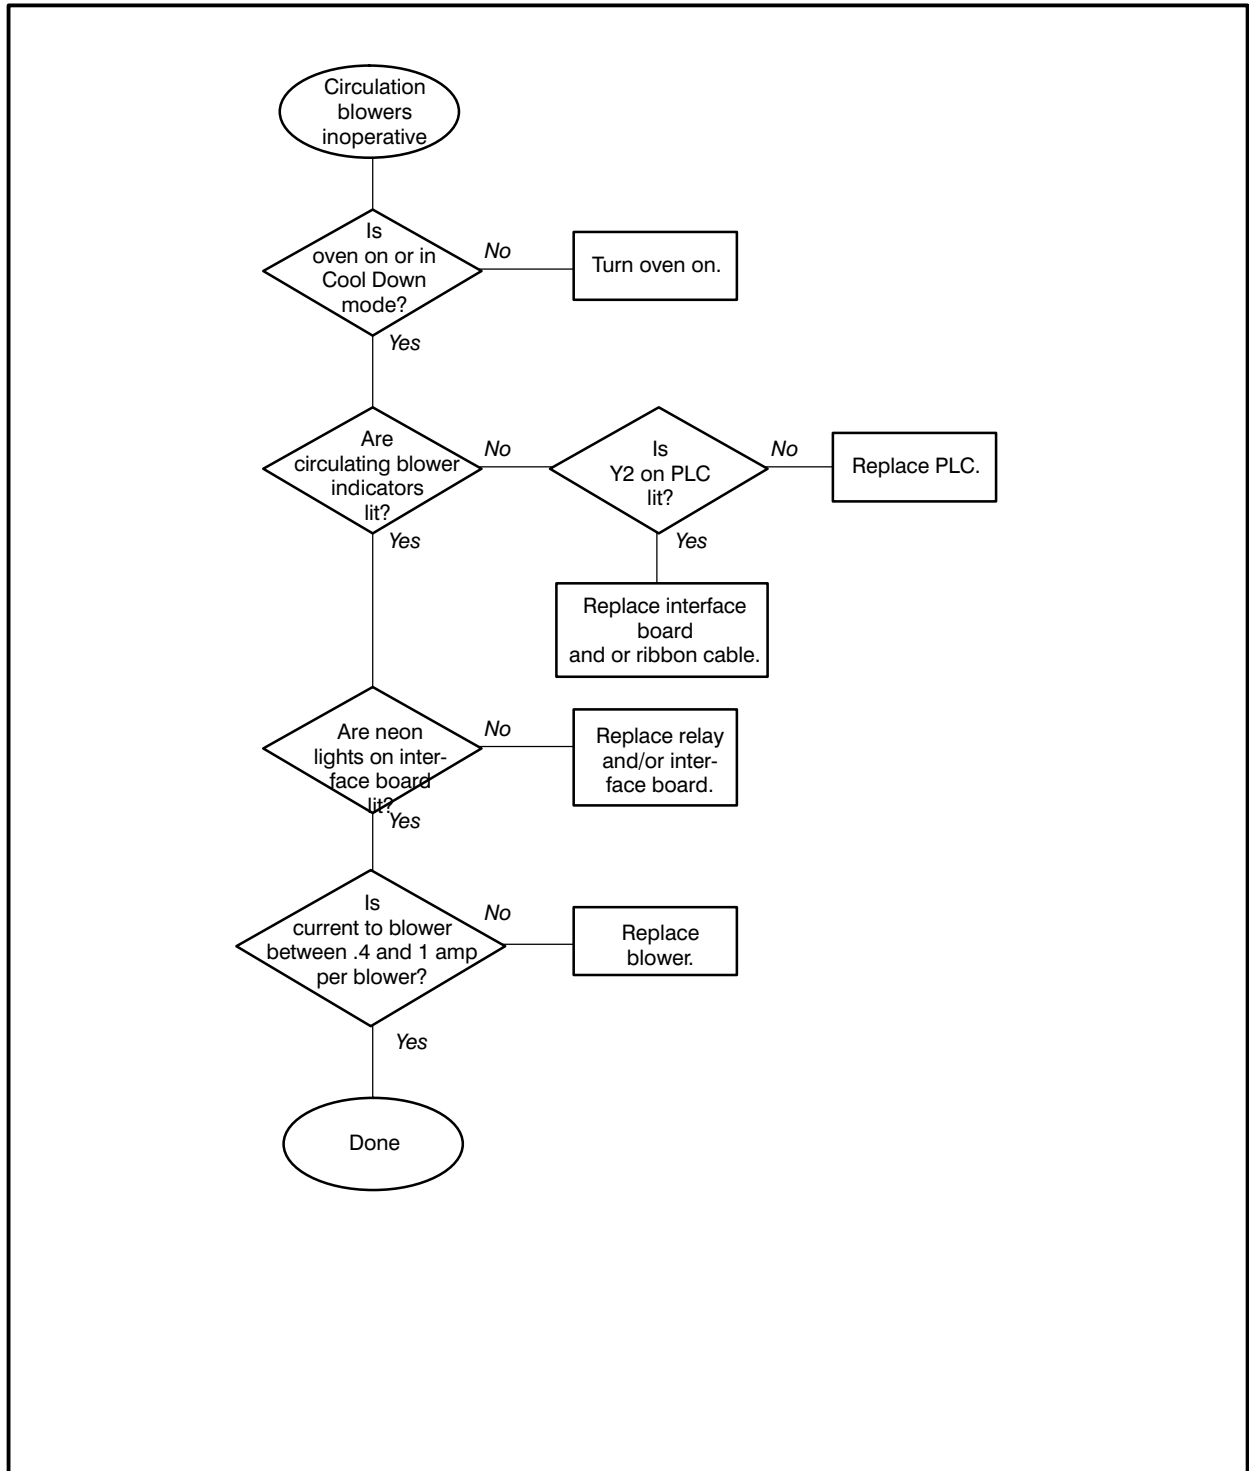 Circulation
blowers
inoperative
Is
oven on or in
Cool Down
mode?
No
Turn oven on.
Yes
Are
circulating blower
indicators
lit?
No
Is
Y2 on PLC
lit?
No
Replace PLC.
Yes
Yes
Replace interface
board
and or ribbon cable.
Are neon
lights on inter-
face board
lit?
No
Replace relay
and/or inter-
face board.
Yes
Is
current to blower
between .4 and 1 amp
per blower?
No
Replace
blower.
Yes
Done